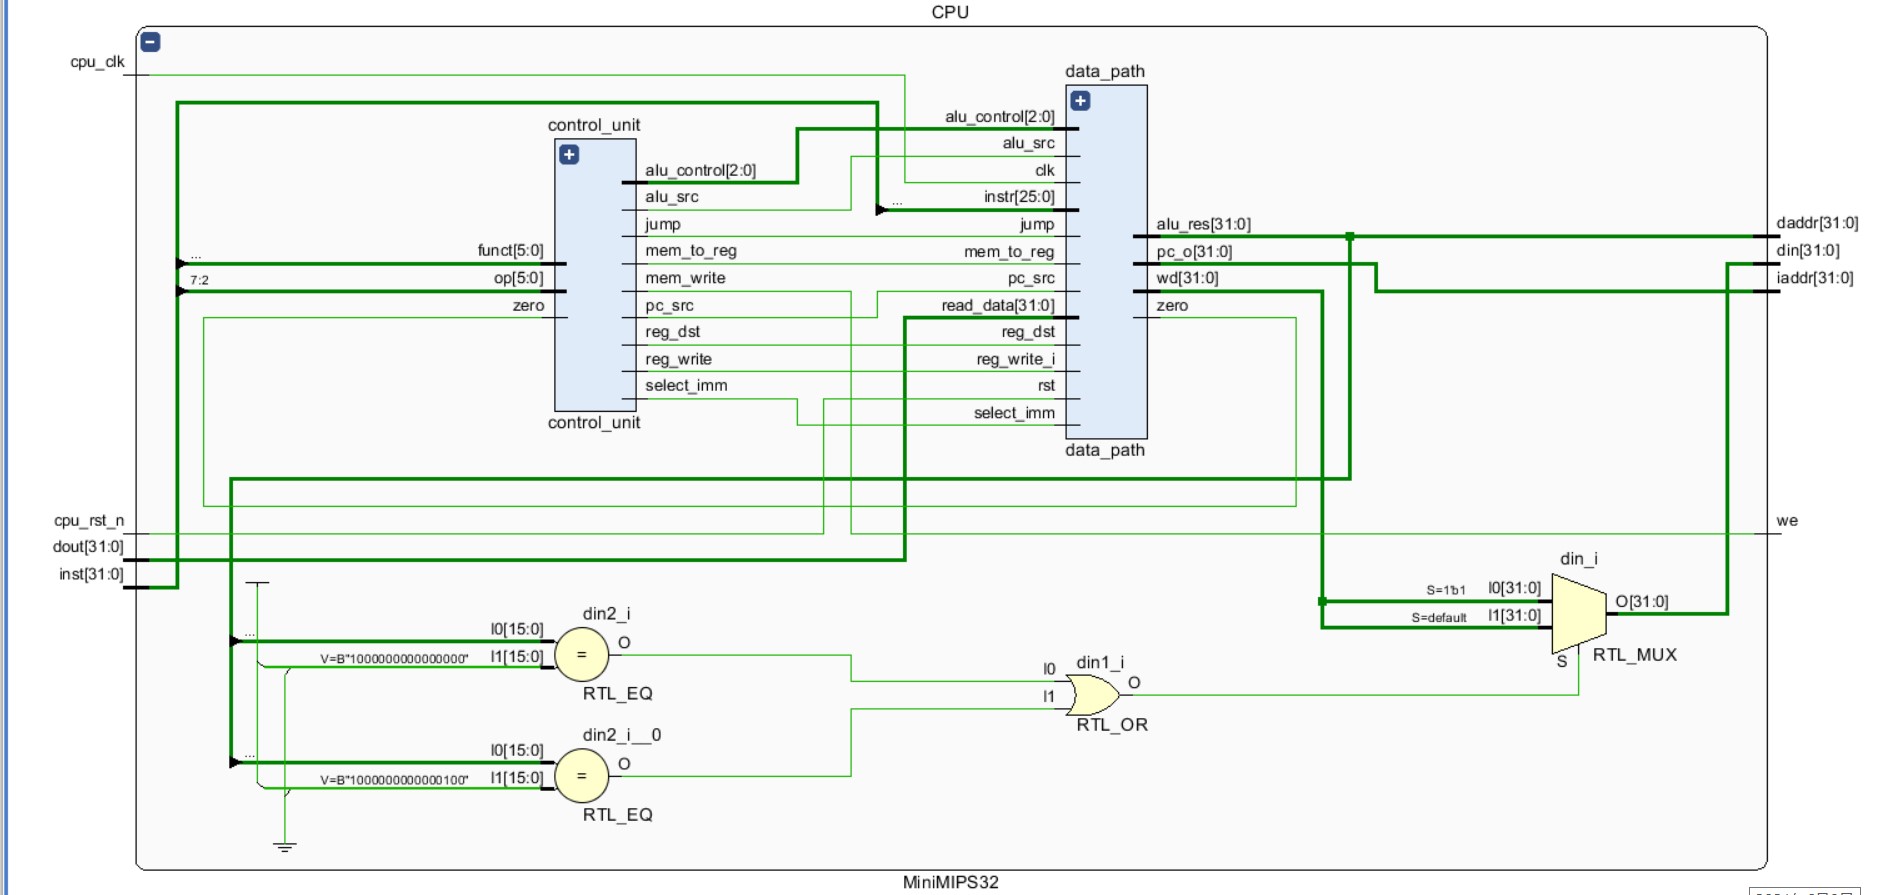 CPU
cpu_clk
data_path
control_unit
alu_control[2:0]
alu_src
clk
instr[25:0]
jump
mem_to_reg
pc_src
read_data[31:0]
reg_dst
reg_write_i
rst
select_imm
data_path
alu_control[2:0]
alu_src
jump
mem_to_reg
mem_write
pc_src
reg_dst
reg_write
select_imm
control_unit
...
funct[5:0]
7:2
op[5:0]
zero
...
alu_res[31:0]
pc_o[31:0]
wd[31:0]
zero
daddr[31:0]
din[31:0]
iaddr[31:0]
cpu_rst_n
dout[31:0]
inst[31:0]
we
din_i
S=1'b1 I0[31:0]
S=default I1[31:0]
O[31:0]
S
RTL_MUX
din2_i
... I0[15:0]
V=B"1000000000000000" I1[15:0]
=
O
RTL_EQ
din1_i
I0
I1
O
RTL_OR
din2_i__0
... I0[15:0]
V=B"1000000000000100" I1[15:0]
=
O
RTL_EQ
MiniMIPS32